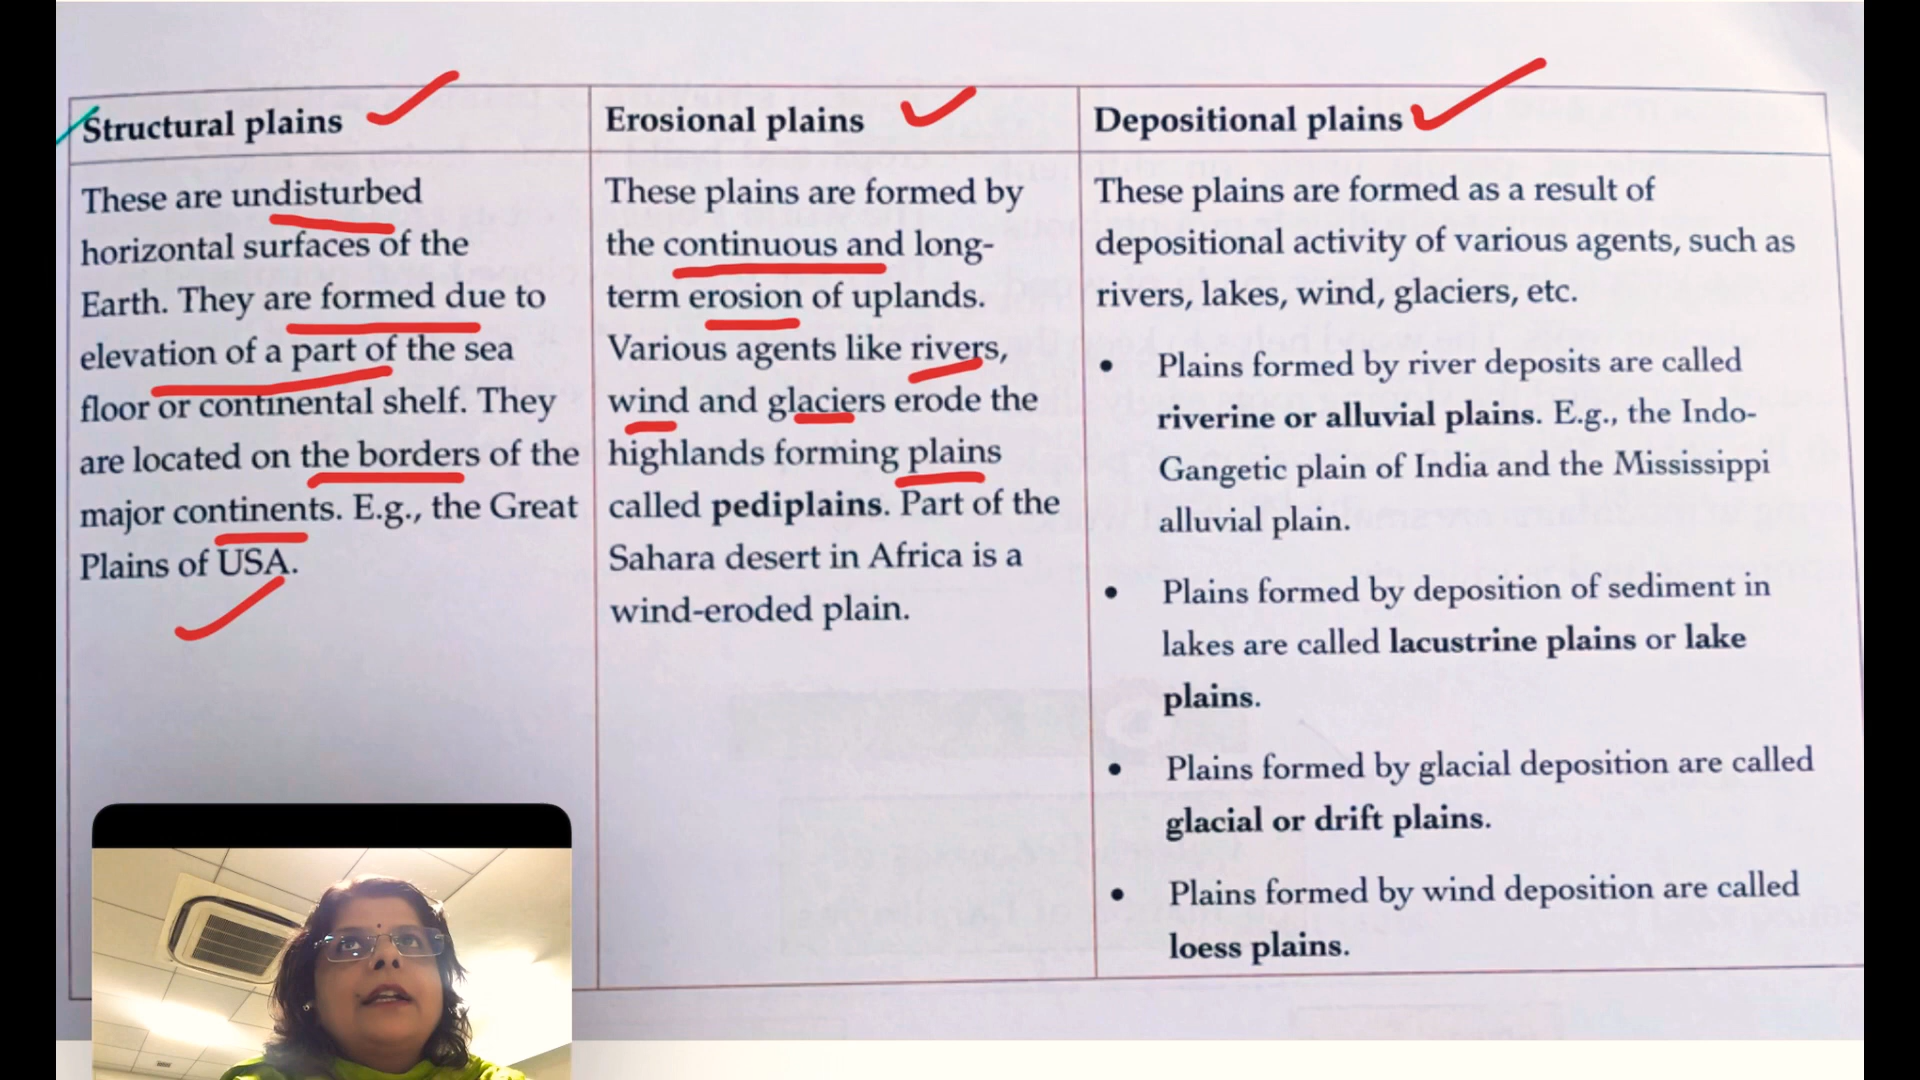 Structural plains
These are undisturbed
horizontal surfaces of the
Earth. They are formed due to
elevation of a part of the sea
floor or continental shelf. They
are located on the borders of the
major continents. E.g., the Great
Plains of USA.
Erosional plains
These plains are formed by
the continuous and long-
term erosion of uplands.
Various agents like rivers,
wind and glaciers erode the
highlands forming plains
called pediplains. Part of the
Sahara desert in Africa is a
wind-eroded plain.
Depositional plains
These plains are formed as a result of
depositional activity of various agents, such as
rivers, lakes, wind, glaciers, etc.
• Plains formed by river deposits are called
riverine or alluvial plains. E.g., the Indo-
Gangetic plain of India and the Mississippi
alluvial plain.
• Plains formed by deposition of sediment in
lakes are called lacustrine plains or lake
plains.
• Plains formed by glacial deposition are called
glacial or drift plains.
• Plains formed by wind deposition are called
loess plains.